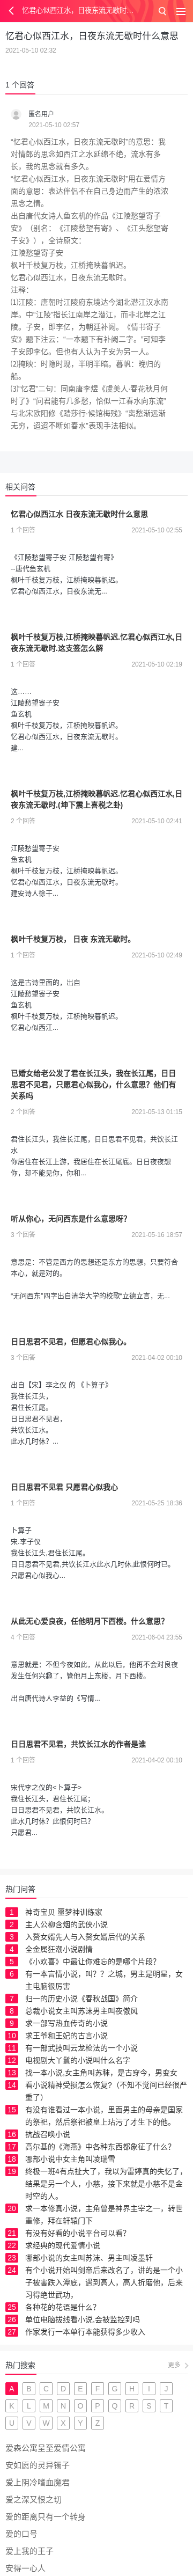 忆君心似西江水，日夜东流无歇时...
忆君心似西江水，日夜东流无歇时什么意思
2021-05-10 02:32
1 个回答
匿名用户
2021-05-10 02:57
“忆君心似西江水，日夜东流无歇时”的意思：我
对情郎的思念如西江之水延绵不绝，流水有多
长，我的思念就有多久。
“忆君心似西江水，日夜东流无歇时”用在爱情方
面的意思：表达伴侣不在自己身边而产生的浓浓
思念之情。
出自唐代女诗人鱼玄机的作品《江陵愁望寄子
安》（别名：《江陵愁望有寄》、《江头愁望寄
子安》），全诗原文：
江陵愁望寄子安
枫叶千枝复万枝，江桥掩映暮帆迟。
忆君心似西江水，日夜东流无歇时。
注释：
⑴江陵：唐朝时江陵府东境达今湖北潜江汉水南
岸。中“江陵”指长江南岸之潜江，而非北岸之江
陵。子安，即李亿，为朝廷补阙。《情书寄子
安》题下注云：“一本题下有补阙二字。”可知李
子安即李亿。但也有人认为子安为另一人。
⑵掩映：时隐时现，半明半暗。暮帆：晚归的
船。
⑶“忆君”二句：同南唐李煜《虞美人·春花秋月何
时了》“问君能有几多愁，恰似一江春水向东流”
与北宋欧阳修《踏莎行·候馆梅残》“离愁渐远渐
无穷，迢迢不断如春水”表现手法相似。
相关问答
忆君心似西江水 日夜东流无歇时什么意思
1 个回答
2021-05-10 02:55
《江陵愁望寄子安 江陵愁望有寄》
--唐代鱼玄机
枫叶千枝复万枝，江桥掩映暮帆迟。
忆君心似西江水，日夜东流无...
枫叶千枝复万枝,江桥掩映暮帆迟.忆君心似西江水,日
夜东流无歇时.这支签怎么解
1 个回答
2021-05-10 02:19
这……
江陵愁望寄子安
鱼玄机
枫叶千枝复万枝，江桥掩映暮帆迟。
忆君心似西江水，日夜东流无歇时。
建...
枫叶千枝复万枝,江桥掩映暮帆迟.忆君心似西江水,日
夜东流无歇时.(坤下震上喜税之卦)
2 个回答
2021-05-10 02:41
江陵愁望寄子安
鱼玄机
枫叶千枝复万枝，江桥掩映暮帆迟。
忆君心似西江水，日夜东流无歇时。
建安诗人徐干...
枫叶千枝复万枝， 日夜 东流无歇时。
1 个回答
2021-05-10 02:49
这是古诗里面的，出自
江陵愁望寄子安
鱼玄机
枫叶千枝复万枝，江桥掩映暮帆迟。
忆君心似西江...
已婚女给老公发了君在长江头，我在长江尾，日日
思君不见君，只愿君心似我心，什么意思？他们有
关系吗
2 个回答
2021-05-13 01:15
君住长江头，我住长江尾，日日思君不见君，共饮长江
水
你居住在长江上游，我居住在长江尾底。日日夜夜想
你，却不能见你，你和...
听从你心，无问西东是什么意思呀？
3 个回答
2021-05-16 18:57
意思是：不管是西方的思想还是东方的思想，只要符合
本心，就是对的。
“无问西东”四字出自清华大学的校歌“立德立言，无...
日日思君不见君，但愿君心似我心。
3 个回答
2021-04-02 00:10
出自【宋】李之仪 的 《卜算子》
我住长江头，
君住长江尾。
日日思君不见君，
共饮长江水。
此水几时休？...
日日思君不见君 只愿君心似我心
1 个回答
2021-05-25 18:36
卜算子
宋.李子仪
我住长江头,君住长江尾。
日日思君不见君,共饮长江水此水几时休,此恨何时已。
只愿君心似我心...
从此无心爱良夜，任他明月下西楼。什么意思？
4 个回答
2021-06-04 23:55
意思就是：不但今夜如此，从此以后，他再不会对良夜
发生任何兴趣了，管他月上东楼，月下西楼。
出自唐代诗人李益的《写情...
日日思君不见君，共饮长江水的作者是谁
1 个回答
2021-04-02 00:10
宋代李之仪的<卜算子>
我住长江头，君住长江尾；
日日思君不见君，共饮长江水。
此水几时休？此恨何时已？
只愿君...
热门问答
1 神奇宝贝 噩梦神训练家
2 主人公柳含烟的武侠小说
3 入赘女婿先人与入赘女婿后代的关系
4 全金属狂潮小说剧情
5 《小欢喜》中最让你难忘的是哪个片段？
6 有一本言情小说，叫？？之城，男主是明星，女
主电脑很厉害
7 归一的历史小说《春秋战国》简介
8 总裁小说女主叫苏沫男主叫夜傲风
9 求一部写热血传奇的小说
10 求王爷和王妃的古言小说
11 有一部武技叫云龙枪法的一个小说
12 电视剧大丫鬟的小说叫什么名字
13 找一本小说,女主角叫苏秣，是古穿今，男变女
14 看小说精神受损怎么恢复?（不知不觉间已经很严
重了）
15 有没有谁看过一本小说，里面男主的母亲是国家
的祭祀，然后祭祀被皇上玷污了才生下的他。
16 抗战召唤小说
17 高尔基的《海燕》中各种东西都象征了什么？
18 哪部小说中女主角叫凌瑞雪
19 终极一班4有点扯大了，我以为雷婷真的失忆了，
结果是另一个人，小蔡，接下来就是小慈不是金
时空的人。
20 求一本修真小说，主角曾是神界主宰之一，转世
重修，拜在轩辕门下
21 有没有好看的小说平台可以看？
22 求经典的现代爱情小说
23 哪部小说的女主叫苏沫、男主叫凌墨轩
24 有个小说开始叫剑帝后来改名了，讲的是一个小
子被害跌入潭底，遇到高人，高人折磨他，后来
习得绝世武功，
25 各种花的花语是什么？
26 单位电脑拔线看小说,会被监控到吗
27 作家发行一本单行本能获得多少收入
热门搜索
更多
A B C D E F G H I J
K L M N O P Q R S T
U V W X Y Z
爱森公寓呈至爱情公寓
安如愿的灵异镯子
爱上阴冷嗜血魔君
爱之深又恨之切
爱的距离只有一个转身
爱的口号
爱上我的王子
安得一心人